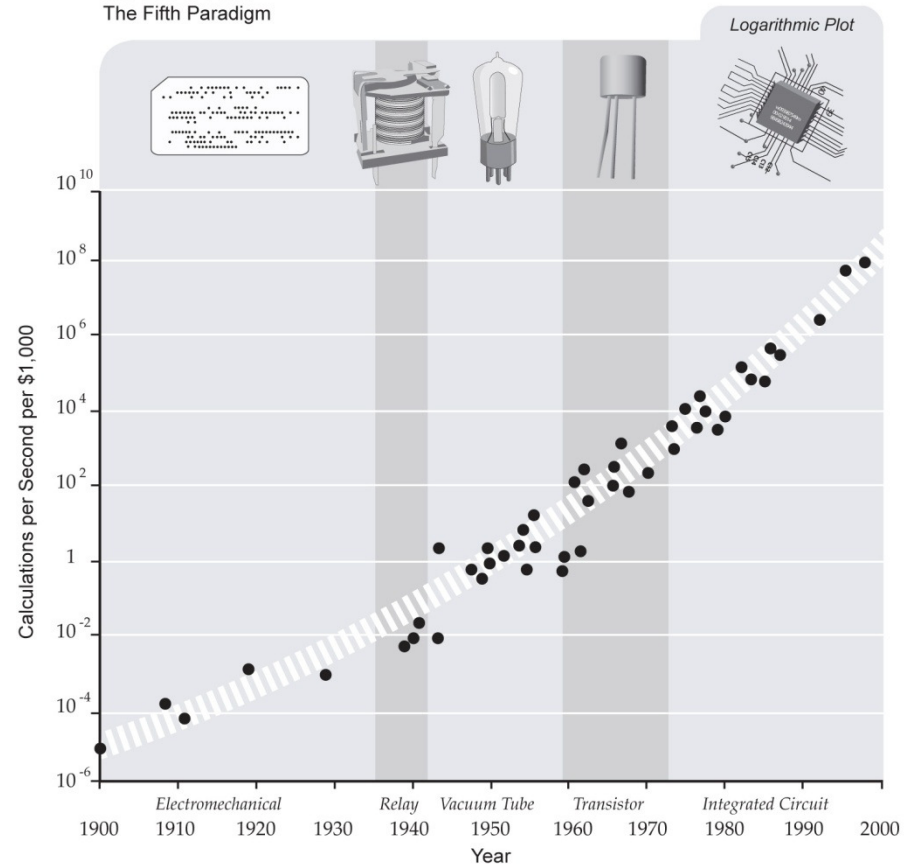 The Fifth Paradigm
Logarithmic Plot
10^10
10^8
10^6
10^4
10^2
1
10^-2
10^-4
10^-6
Calculations per Second per $1,000
Electromechanical Relay Vacuum Tube Transistor Integrated Circuit
1900 1910 1920 1930 1940 1950 1960 1970 1980 1990 2000
Year